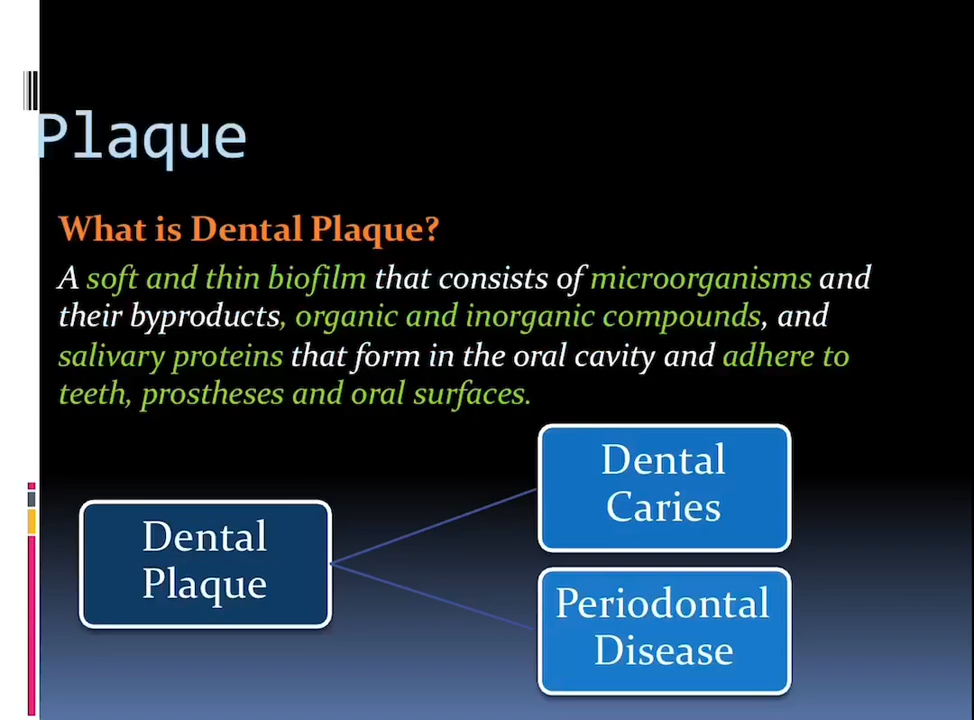 Plaque
What is Dental Plaque?
A soft and thin biofilm that consists of microorganisms and
their byproducts, organic and inorganic compounds, and
salivary proteins that form in the oral cavity and adhere to
teeth, prostheses and oral surfaces.
Dental
Plaque
Dental
Caries
Periodontal
Disease